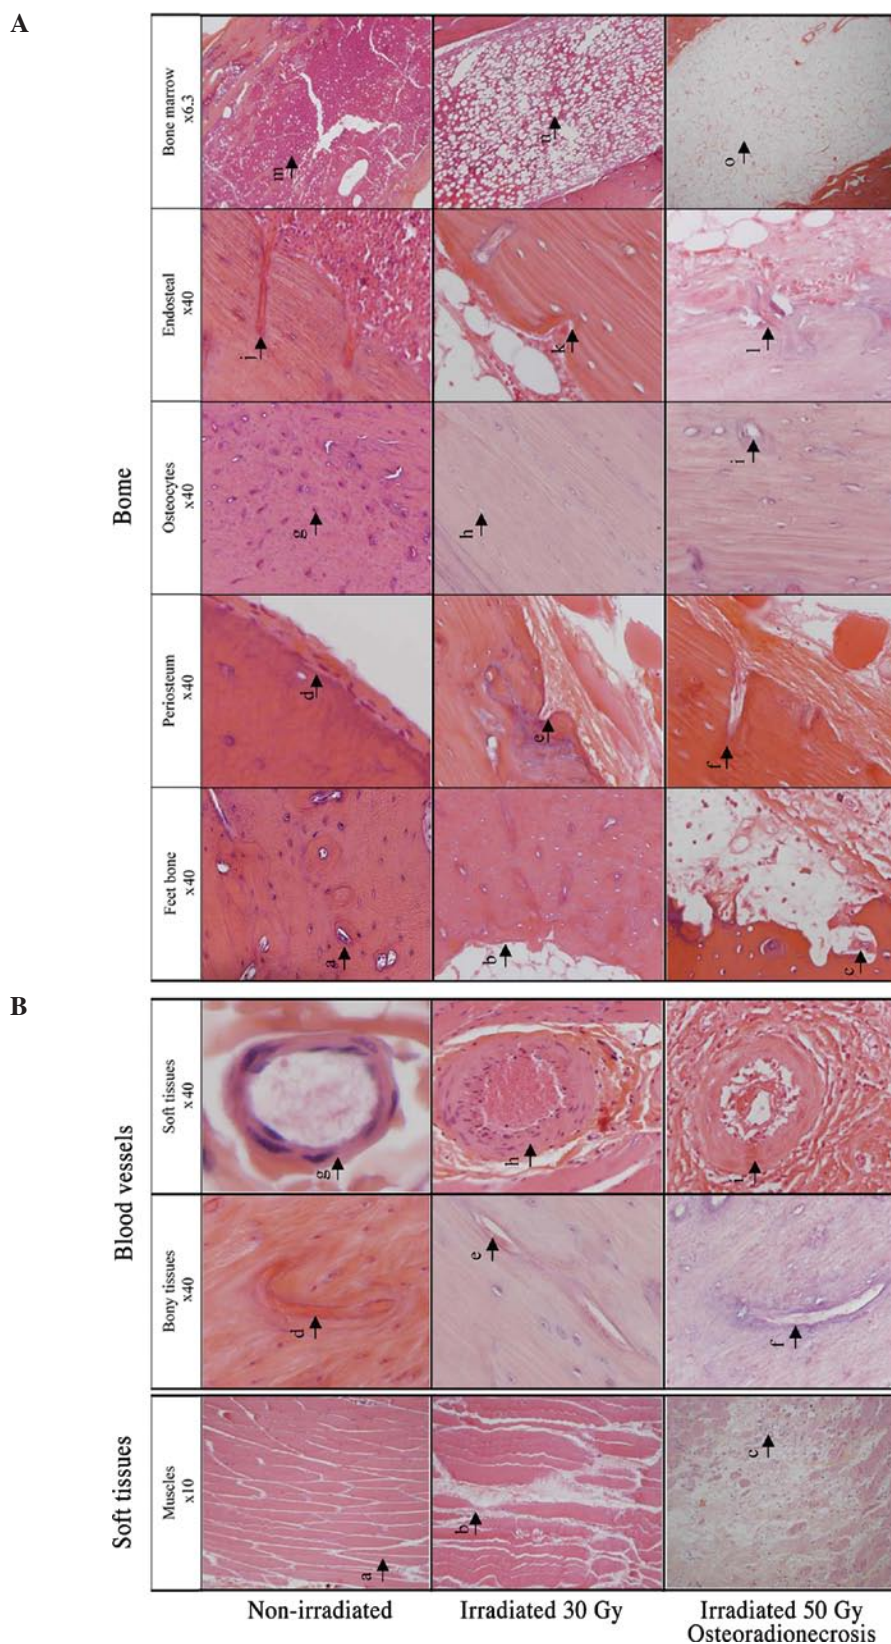 A
Bome
Bone marrow
x6.3
m
n
o
Endosteal
x40
j
k
l
Osteocytes
x40
g
h
i
Periosteum
x40
d
e
f
Feet bone
x40
a
b
c
B
Blood vessels
Soft tissues
x 40
g
h
i
Bony tissues
x40
d
e
f
Soft tissues
Muscles
x10
a
b
c
Non-irradiated
Irradiated 30 Gy
Irradiated 50 Gy
Osteoradionecrosis